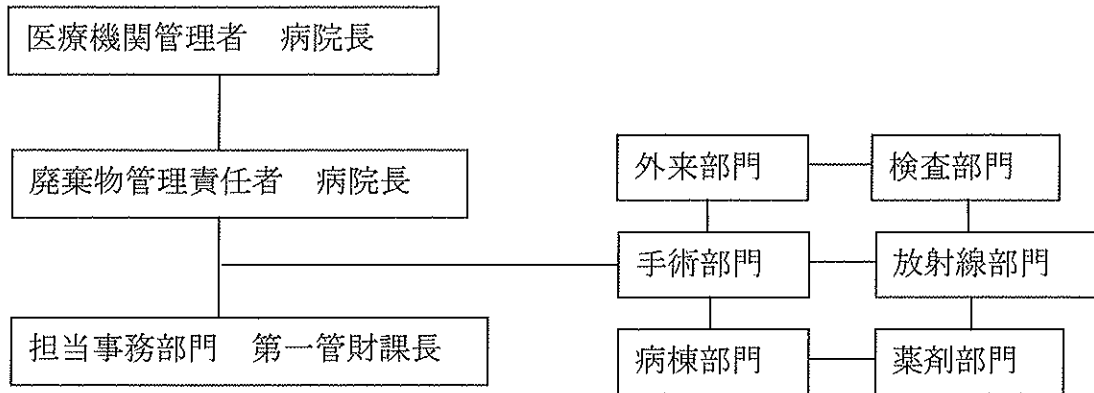 医療機関管理者　病院長
廃棄物管理責任者　病院長
外来部門
検査部門
手術部門
放射線部門
担当事務部門　第一管財課長
病棟部門
薬剤部門